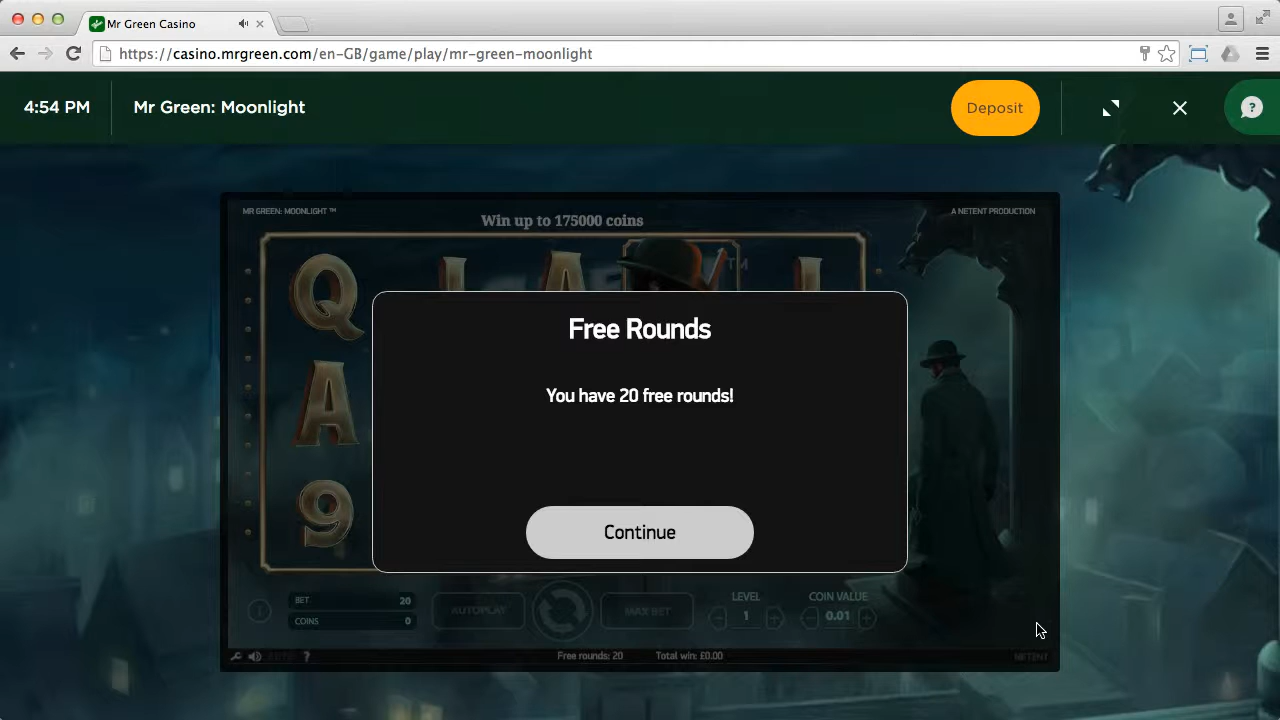 Mr Green Casino
https://casino.mrgreen.com/en-GB/game/play/mr-green-moonlight
4:54 PM
Mr Green: Moonlight
Deposit
?
MR GREEN: MOONLIGHT ™
Win up to 175000 coins
A NETENT PRODUCTION
Q J A J
TM
Free Rounds
You have 20 free rounds!
A
9
Continue
BET 20
COINS 0
AUTOPLAY
MAX BET
LEVEL
1
COIN VALUE
0.01
Free rounds: 20
Total win: £0.00
NETENT